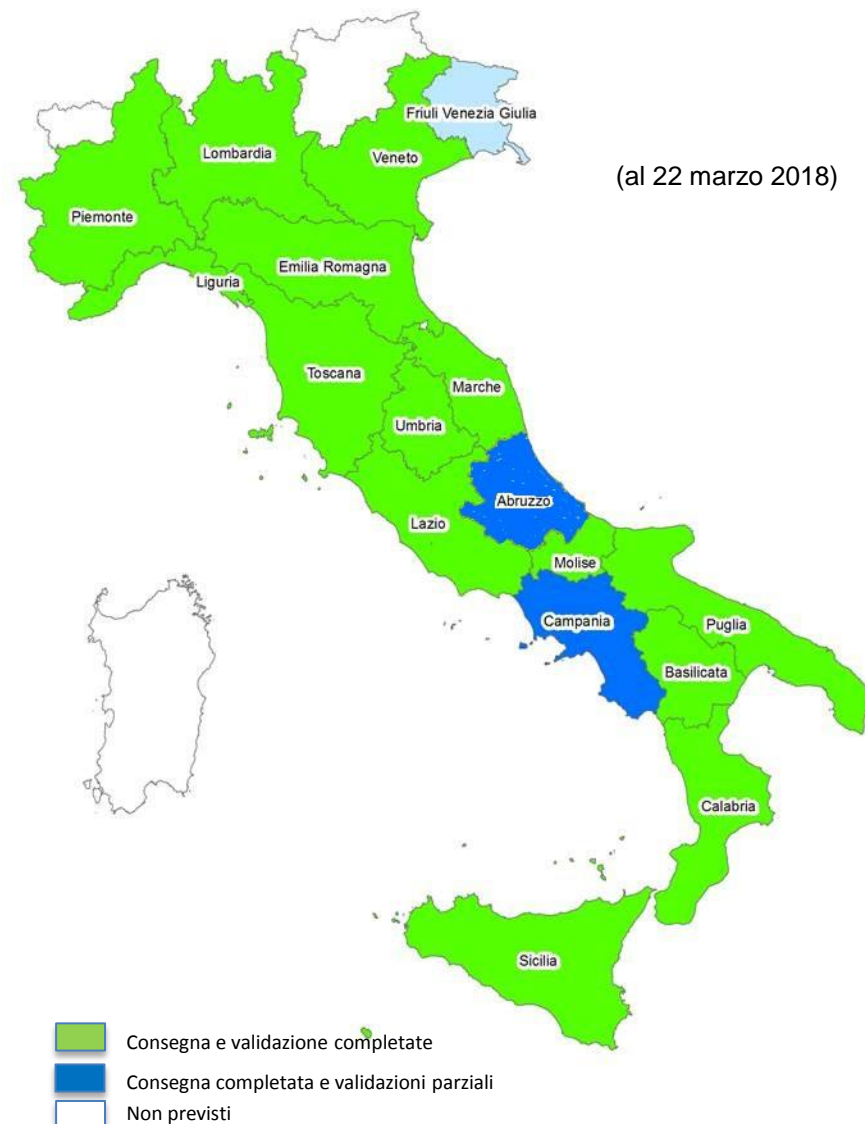 Friuli Venezia Giulia
Lombardia
Veneto
(al 22 marzo 2018)
Piemonte
Emilia Romagna
Liguria
Toscana
Marche
Umbria
Abruzzo
Lazio
Molise
Campania
Puglia
Basilicata
Calabria
Sicilia
Consegna e validazione completate
Consegna completata e validazioni parziali
Non previsti